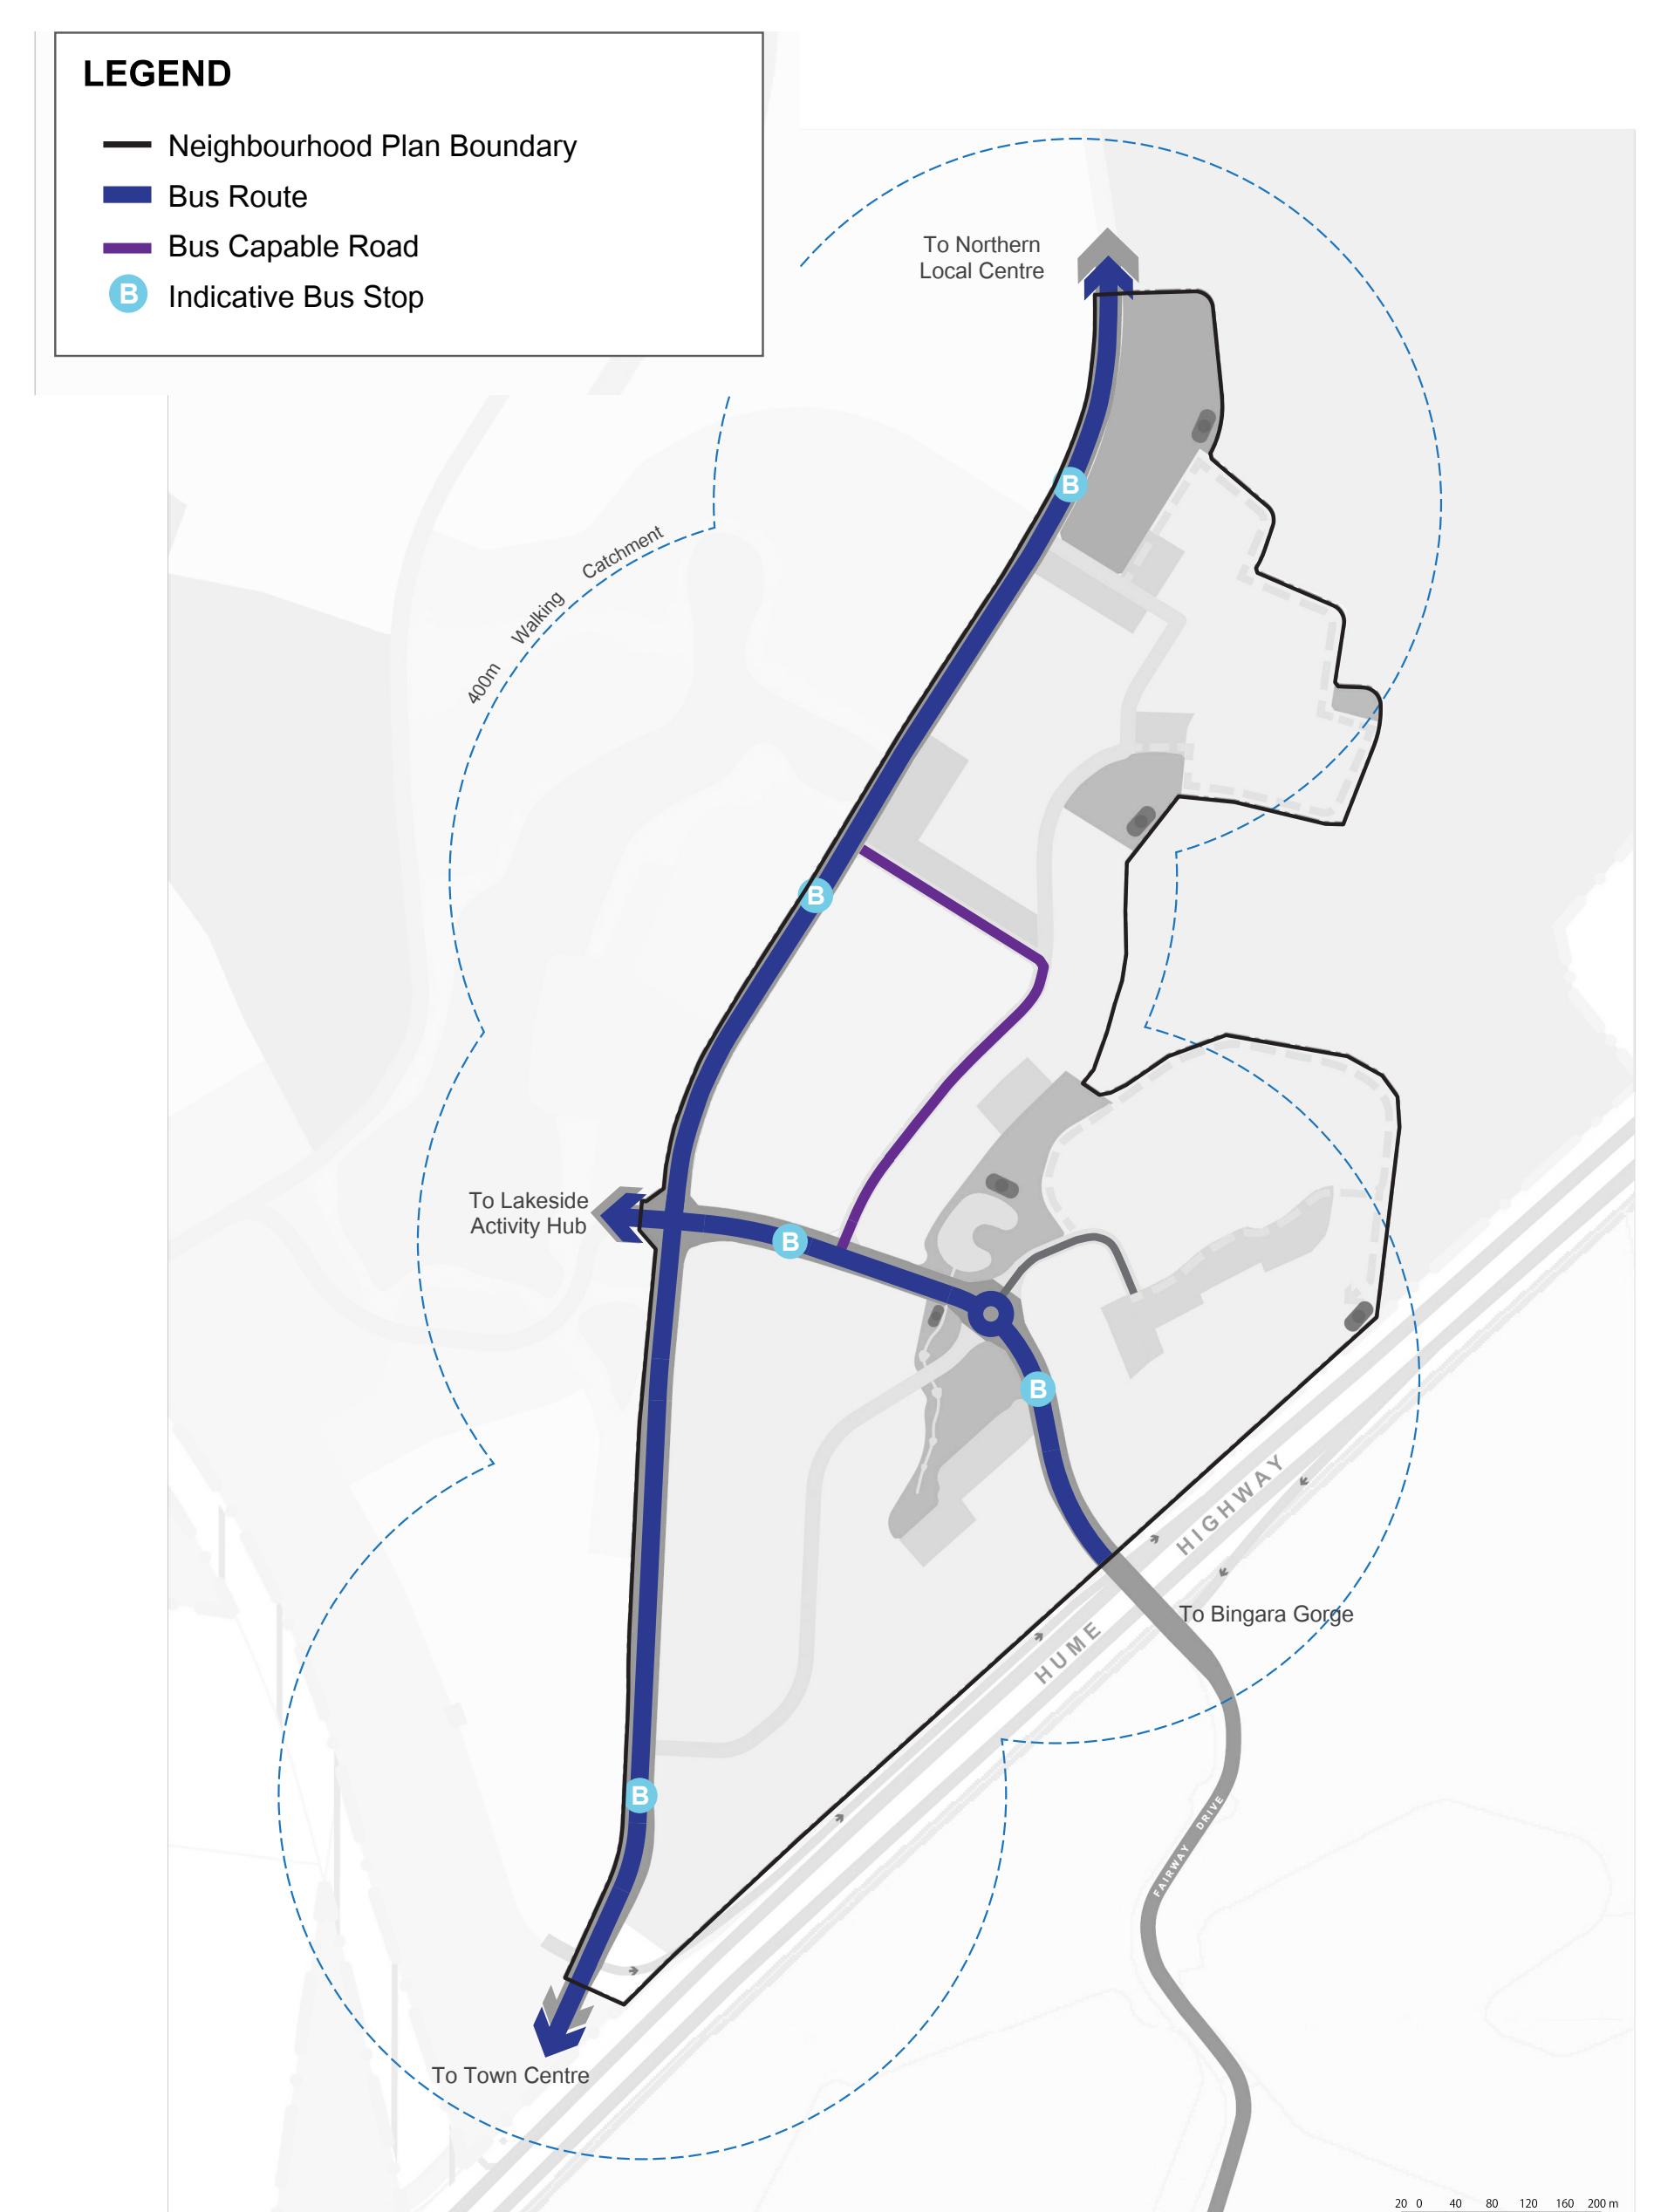 LEGEND
Neighbourhood Plan Boundary
Bus Route
Bus Capable Road
B Indicative Bus Stop
To Northern
Local Centre
B
400m Walking Catchment
B
To Lakeside
Activity Hub
B
B
HUME HIGHWAY
To Bingara Gorge
B
FAIRWAY DRIVE
To Town Centre
20 0 40 80 120 160 200 m